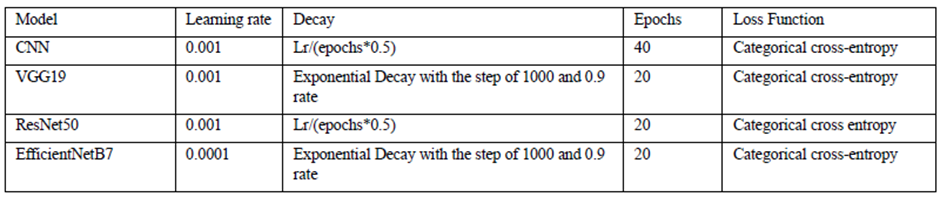 Model Learning rate Decay Epochs Loss Function
CNN 0.001 Lr/(epochs*0.5) 40 Categorical cross-entropy
VGG19 0.001 Exponential Decay with the step of 1000 and 0.9 20 Categorical cross-entropy
rate
ResNet50 0.001 Lr/(epochs*0.5) 20 Categorical cross entropy
EfficientNetB7 0.0001 Exponential Decay with the step of 1000 and 0.9 20 Categorical cross-entropy
rate